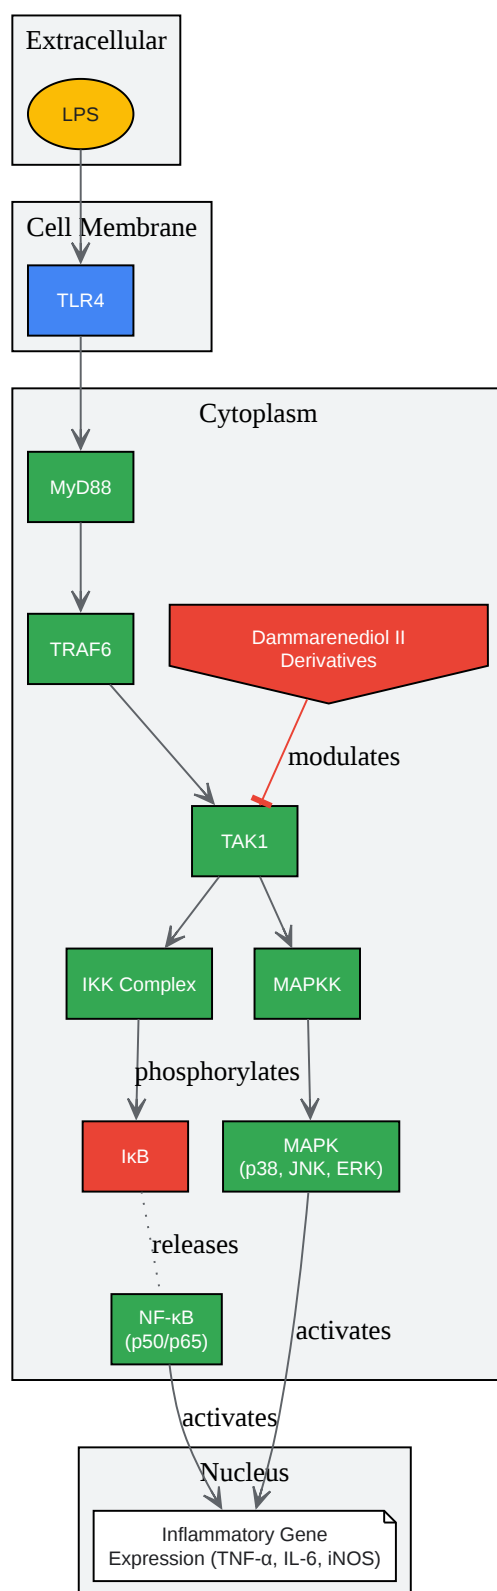 Extracellular
LPS
Cell Membrane
TLR4
Cytoplasm
MyD88
TRAF6
Dammarenediol II
Derivatives
modulates
TAK1
IKK Complex
MAPKK
phosphorylates
IκB
MAPK
(p38, JNK, ERK)
releases
NF-κB
(p50/p65)
activates
activates
Nucleus
Inflammatory Gene
Expression (TNF-α, IL-6, iNOS)